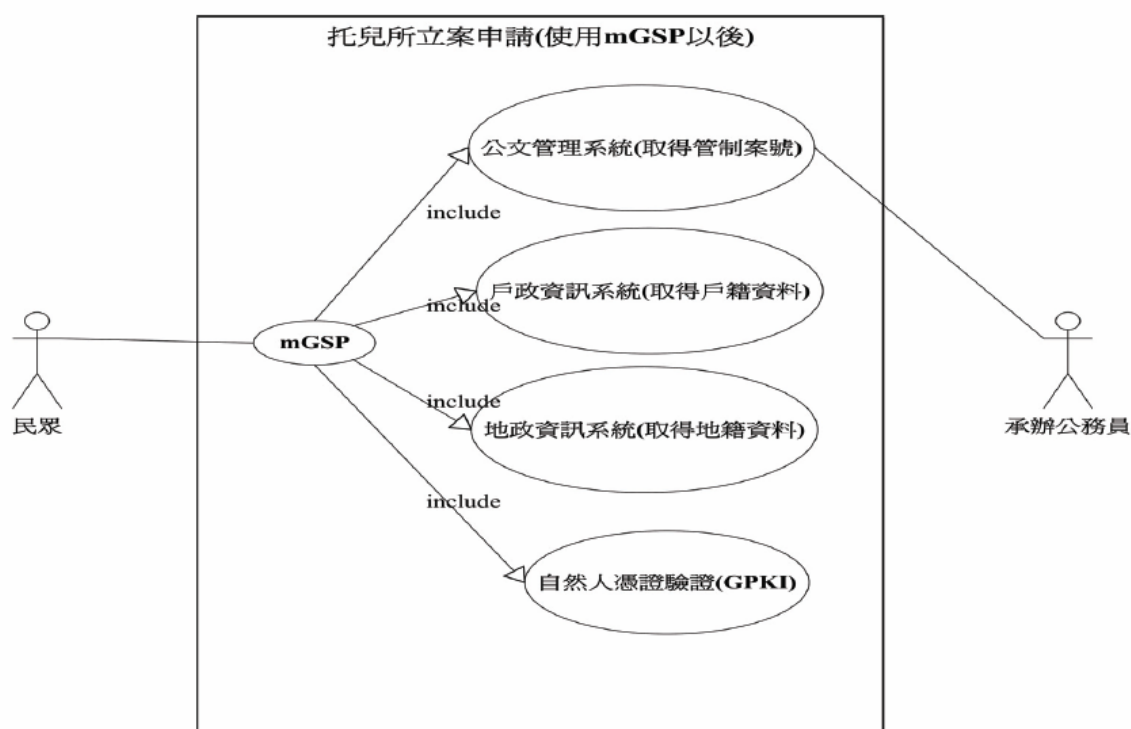 托兒所立案申請(使用mGSP以後)
公文管理系統(取得管制案號)
include
戶政資訊系統(取得戶籍資料)
include
mGSP
民眾
include
地政資訊系統(取得地籍資料)
承辦公務員
include
自然人憑證驗證(GPKI)